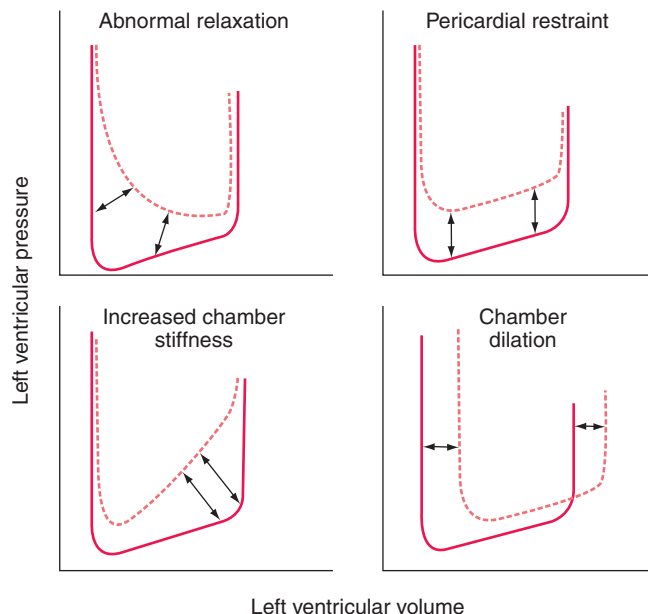 Abnormal relaxation
Pericardial restraint
Left ventricular pressure
Increased chamber
stiffness
Chamber
dilation
Left ventricular volume